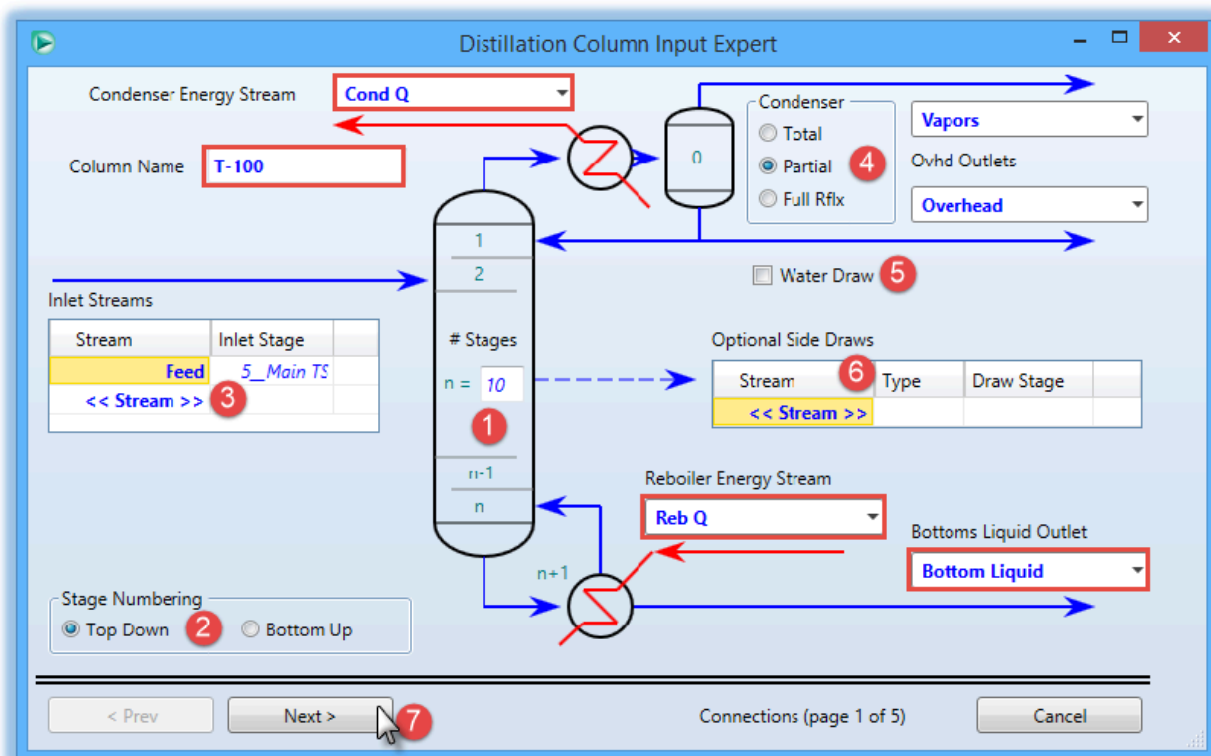 Distillation Column Input Expert
Condenser Energy Stream
Cond Q
Column Name
T-100
0
Condenser
Total
Partial
4
Full Rflx
Vapors
Ovhd Outlets
Overhead
1
2
Water Draw
5
Inlet Streams
Stream
Inlet Stage
Feed
5__Main TS
<< Stream >>
3
# Stages
n =
10
1
n-1
n
n+1
Optional Side Draws
Stream
6
Type
Draw Stage
<< Stream >>
Reboiler Energy Stream
Reb Q
Bottoms Liquid Outlet
Bottom Liquid
Stage Numbering
Top Down
2
Bottom Up
< Prev
Next >
7
Connections (page 1 of 5)
Cancel